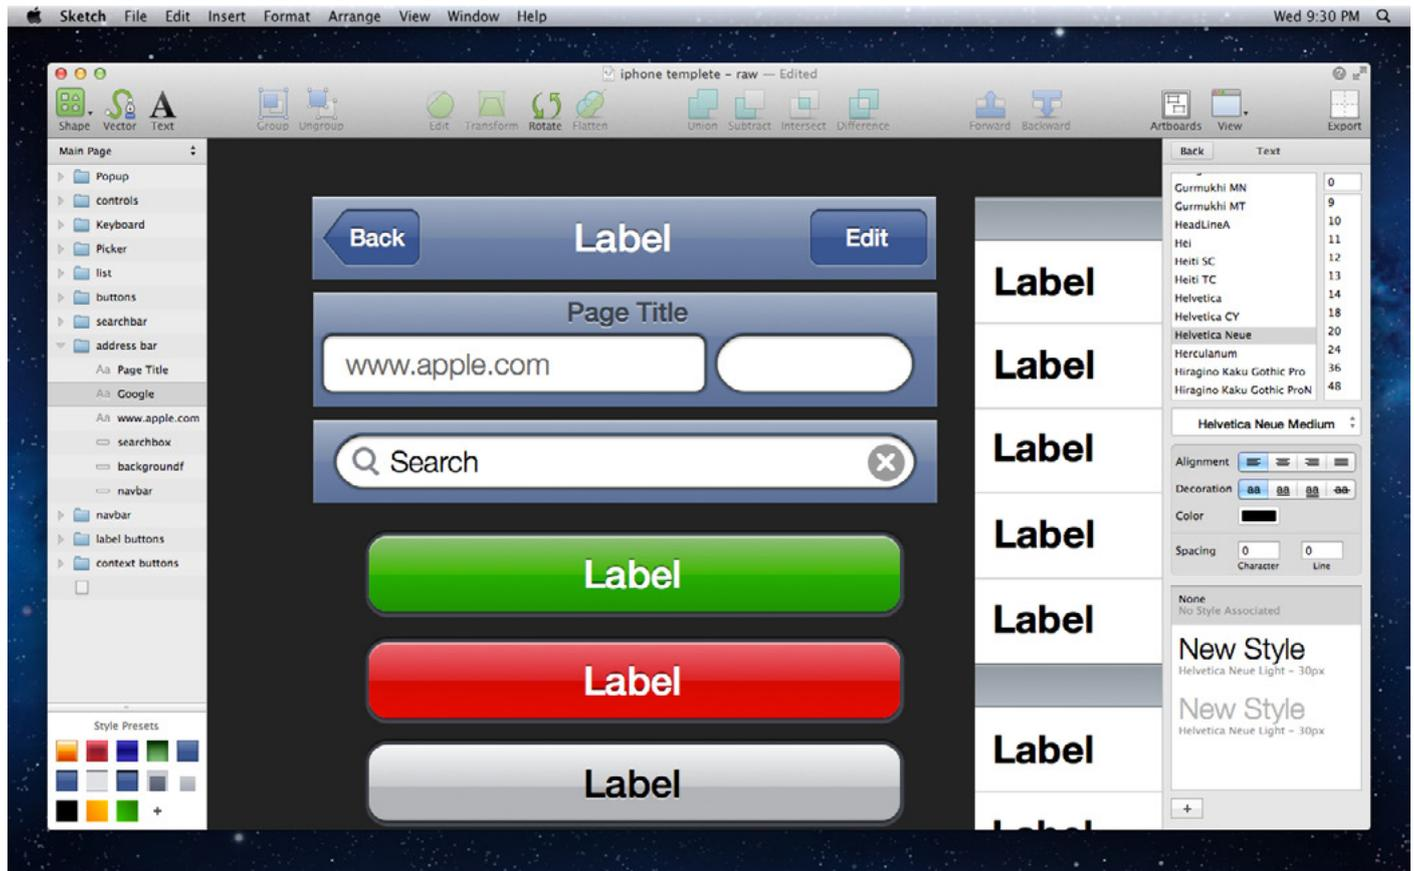 Sketch File Edit Insert Format Arrange View Window Help Wed 9:30 PM
iphone templete – raw — Edited
Shape Vector Text Group Ungroup Edit Transform Rotate Flatten Union Subtract Intersect Difference Forward Backward Artboards View Export
Main Page
Popup
controls
Keyboard
Picker
list
buttons
searchbar
address bar
Aa Page Title
Aa Google
Aa www.apple.com
searchbox
backgroundf
navbar
navbar
label buttons
context buttons
Style Presets
+
Back Label Edit
Page Title
www.apple.com
Search
Label
Label
Label
Label
Label
Label
Label
Label
Label
Back Text
Gurmukhi MN
Gurmukhi MT
HeadLineA
Hei
Heiti SC
Heiti TC
Helvetica
Helvetica CY
Helvetica Neue
Herculanum
Hiragino Kaku Gothic Pro
Hiragino Kaku Gothic ProN
0
9
10
11
12
13
14
18
20
24
36
48
Helvetica Neue Medium
Alignment
Decoration aa aa aa aa
Color
Spacing 0 0
Character Line
None
No Style Associated
New Style
Helvetica Neue Light – 30px
New Style
Helvetica Neue Light – 30px
+